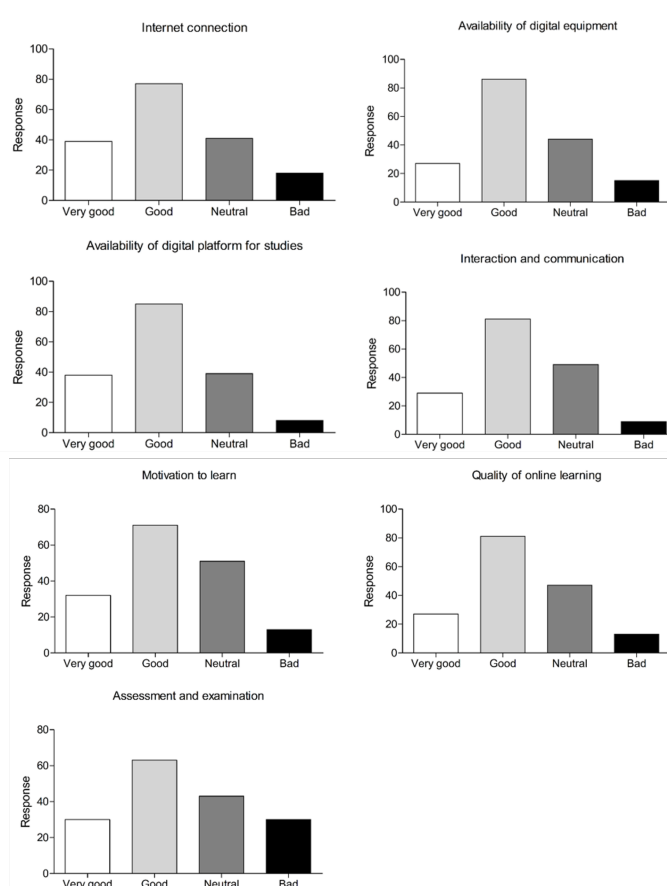 Internet connection
Response
100
80
60
40
20
0
Very good Good Neutral Bad
Availability of digital equipment
Response
100
80
60
40
20
0
Very good Good Neutral Bad
Availability of digital platform for studies
Response
100
80
60
40
20
0
Very good Good Neutral Bad
Interaction and communication
Response
100
80
60
40
20
0
Very good Good Neutral Bad
Motivation to learn
Response
80
60
40
20
0
Very good Good Neutral Bad
Quality of online learning
Response
100
80
60
40
20
0
Very good Good Neutral Bad
Assessment and examination
Response
80
60
40
20
0
Very good Good Neutral Bad